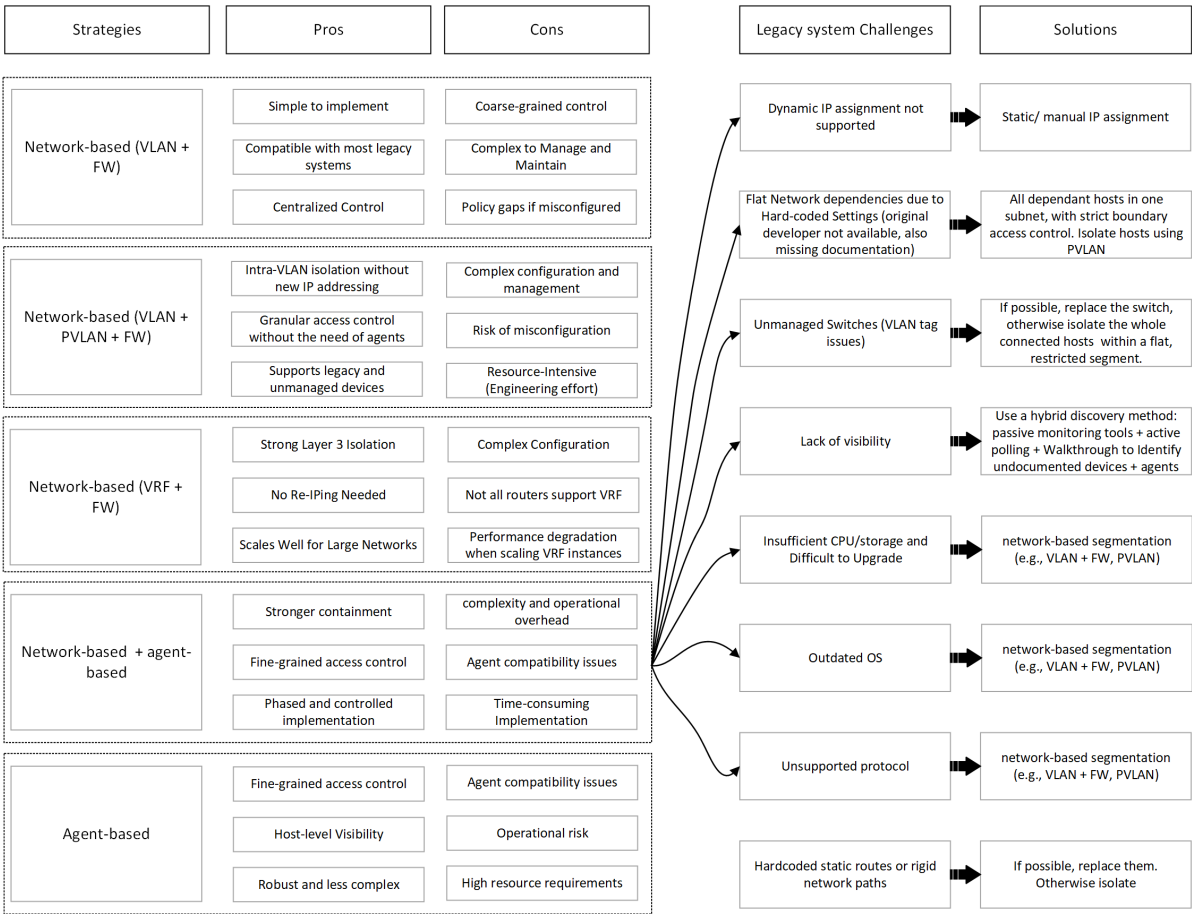 Strategies
Pros
Cons
Legacy system Challenges
Solutions
Network-based (VLAN +
FW)
Simple to implement
Coarse-grained control
Compatible with most legacy
systems
Complex to Manage and
Maintain
Centralized Control
Policy gaps if misconfigured
Network-based (VLAN +
PVLAN + FW)
Intra-VLAN isolation without
new IP addressing
Complex configuration and
management
Granular access control
without the need of agents
Risk of misconfiguration
Supports legacy and
unmanaged devices
Resource-Intensive
(Engineering effort)
Network-based (VRF +
FW)
Strong Layer 3 Isolation
Complex Configuration
No Re-IPing Needed
Not all routers support VRF
Scales Well for Large Networks
Performance degradation
when scaling VRF instances
Network-based + agent-
based
Stronger containment
complexity and operational
overhead
Fine-grained access control
Agent compatibility issues
Phased and controlled
implementation
Time-consuming
Implementation
Agent-based
Fine-grained access control
Agent compatibility issues
Host-level Visibility
Operational risk
Robust and less complex
High resource requirements
Dynamic IP assignment not
supported
Static/ manual IP assignment
Flat Network dependencies due to
Hard-coded Settings (original
developer not available, also
missing documentation)
All dependant hosts in one
subnet, with strict boundary
access control. Isolate hosts using
PVLAN
Unmanaged Switches (VLAN tag
issues)
If possible, replace the switch,
otherwise isolate the whole
connected hosts within a flat,
restricted segment.
Lack of visibility
Use a hybrid discovery method:
passive monitoring tools + active
polling + Walkthrough to Identify
undocumented devices + agents
Insufficient CPU/storage and
Difficult to Upgrade
network-based segmentation
(e.g., VLAN + FW, PVLAN)
Outdated OS
network-based segmentation
(e.g., VLAN + FW, PVLAN)
Unsupported protocol
network-based segmentation
(e.g., VLAN + FW, PVLAN)
Hardcoded static routes or rigid
network paths
If possible, replace them.
Otherwise isolate